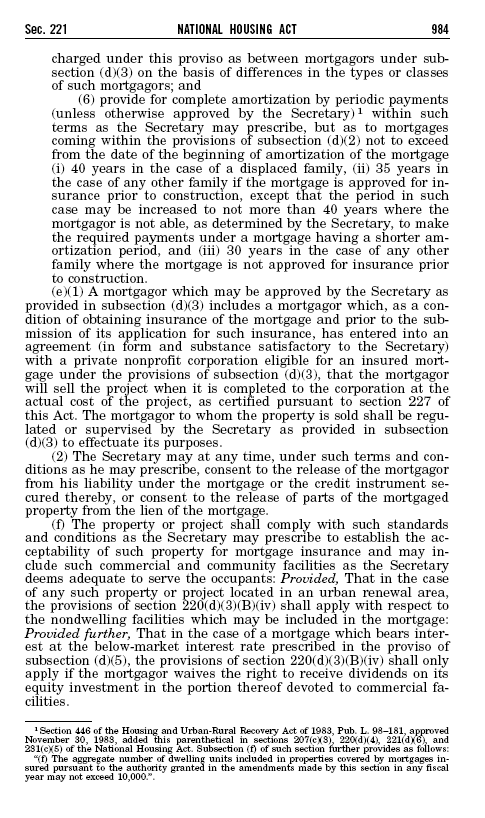 Sec. 221 NATIONAL HOUSING ACT 984
charged under this proviso as between mortgagors under sub-
section (d)(3) on the basis of differences in the types or classes
of such mortgagors; and
(6) provide for complete amortization by periodic payments
(unless otherwise approved by the Secretary) 1 within such
terms as the Secretary may prescribe, but as to mortgages
coming within the provisions of subsection (d)(2) not to exceed
from the date of the beginning of amortization of the mortgage
(i) 40 years in the case of a displaced family, (ii) 35 years in
the case of any other family if the mortgage is approved for in-
surance prior to construction, except that the period in such
case may be increased to not more than 40 years where the
mortgagor is not able, as determined by the Secretary, to make
the required payments under a mortgage having a shorter am-
ortization period, and (iii) 30 years in the case of any other
family where the mortgage is not approved for insurance prior
to construction.
(e)(1) A mortgagor which may be approved by the Secretary as
provided in subsection (d)(3) includes a mortgagor which, as a con-
dition of obtaining insurance of the mortgage and prior to the sub-
mission of its application for such insurance, has entered into an
agreement (in form and substance satisfactory to the Secretary)
with a private nonprofit corporation eligible for an insured mort-
gage under the provisions of subsection (d)(3), that the mortgagor
will sell the project when it is completed to the corporation at the
actual cost of the project, as certified pursuant to section 227 of
this Act. The mortgagor to whom the property is sold shall be regu-
lated or supervised by the Secretary as provided in subsection
(d)(3) to effectuate its purposes.
(2) The Secretary may at any time, under such terms and con-
ditions as he may prescribe, consent to the release of the mortgagor
from his liability under the mortgage or the credit instrument se-
cured thereby, or consent to the release of parts of the mortgaged
property from the lien of the mortgage.
(f) The property or project shall comply with such standards
and conditions as the Secretary may prescribe to establish the ac-
ceptability of such property for mortgage insurance and may in-
clude such commercial and community facilities as the Secretary
deems adequate to serve the occupants: Provided, That in the case
of any such property or project located in an urban renewal area,
the provisions of section 220(d)(3)(B)(iv) shall apply with respect to
the nondwelling facilities which may be included in the mortgage:
Provided further, That in the case of a mortgage which bears inter-
est at the below-market interest rate prescribed in the proviso of
subsection (d)(5), the provisions of section 220(d)(3)(B)(iv) shall only
apply if the mortgagor waives the right to receive dividends on its
equity investment in the portion thereof devoted to commercial fa-
cilities.
1 Section 446 of the Housing and Urban-Rural Recovery Act of 1983, Pub. L. 98–181, approved
November 30, 1983, added this parenthetical in sections 207(c)(3), 220(d)(4), 221(d)(6), and
231(c)(5) of the National Housing Act. Subsection (f) of such section further provides as follows:
“(f) The aggregate number of dwelling units included in properties covered by mortgages in-
sured pursuant to the authority granted in the amendments made by this section in any fiscal
year may not exceed 10,000.”.